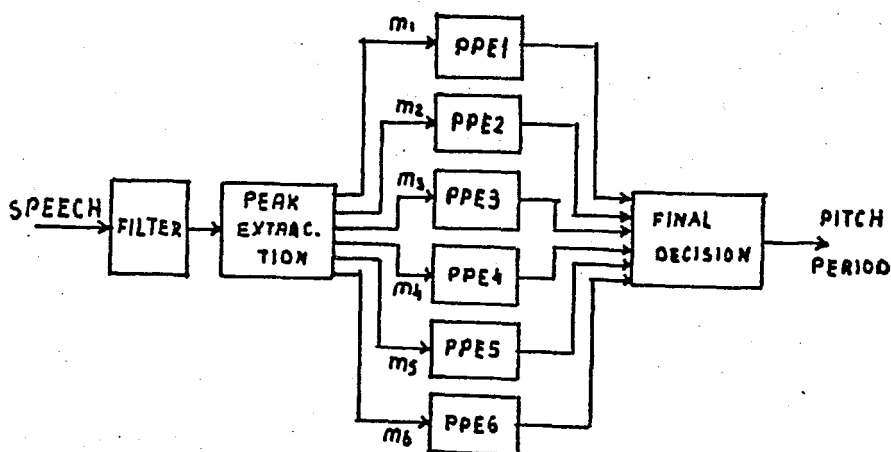 m1
PPE1
m2
PPE2
m3
PPE3
SPEECH
FILTER
PEAK
EXTRAC.
TION
FINAL
DECISION
PITCH
PERIOD
m4
PPE4
m5
PPE5
m6
PPE6